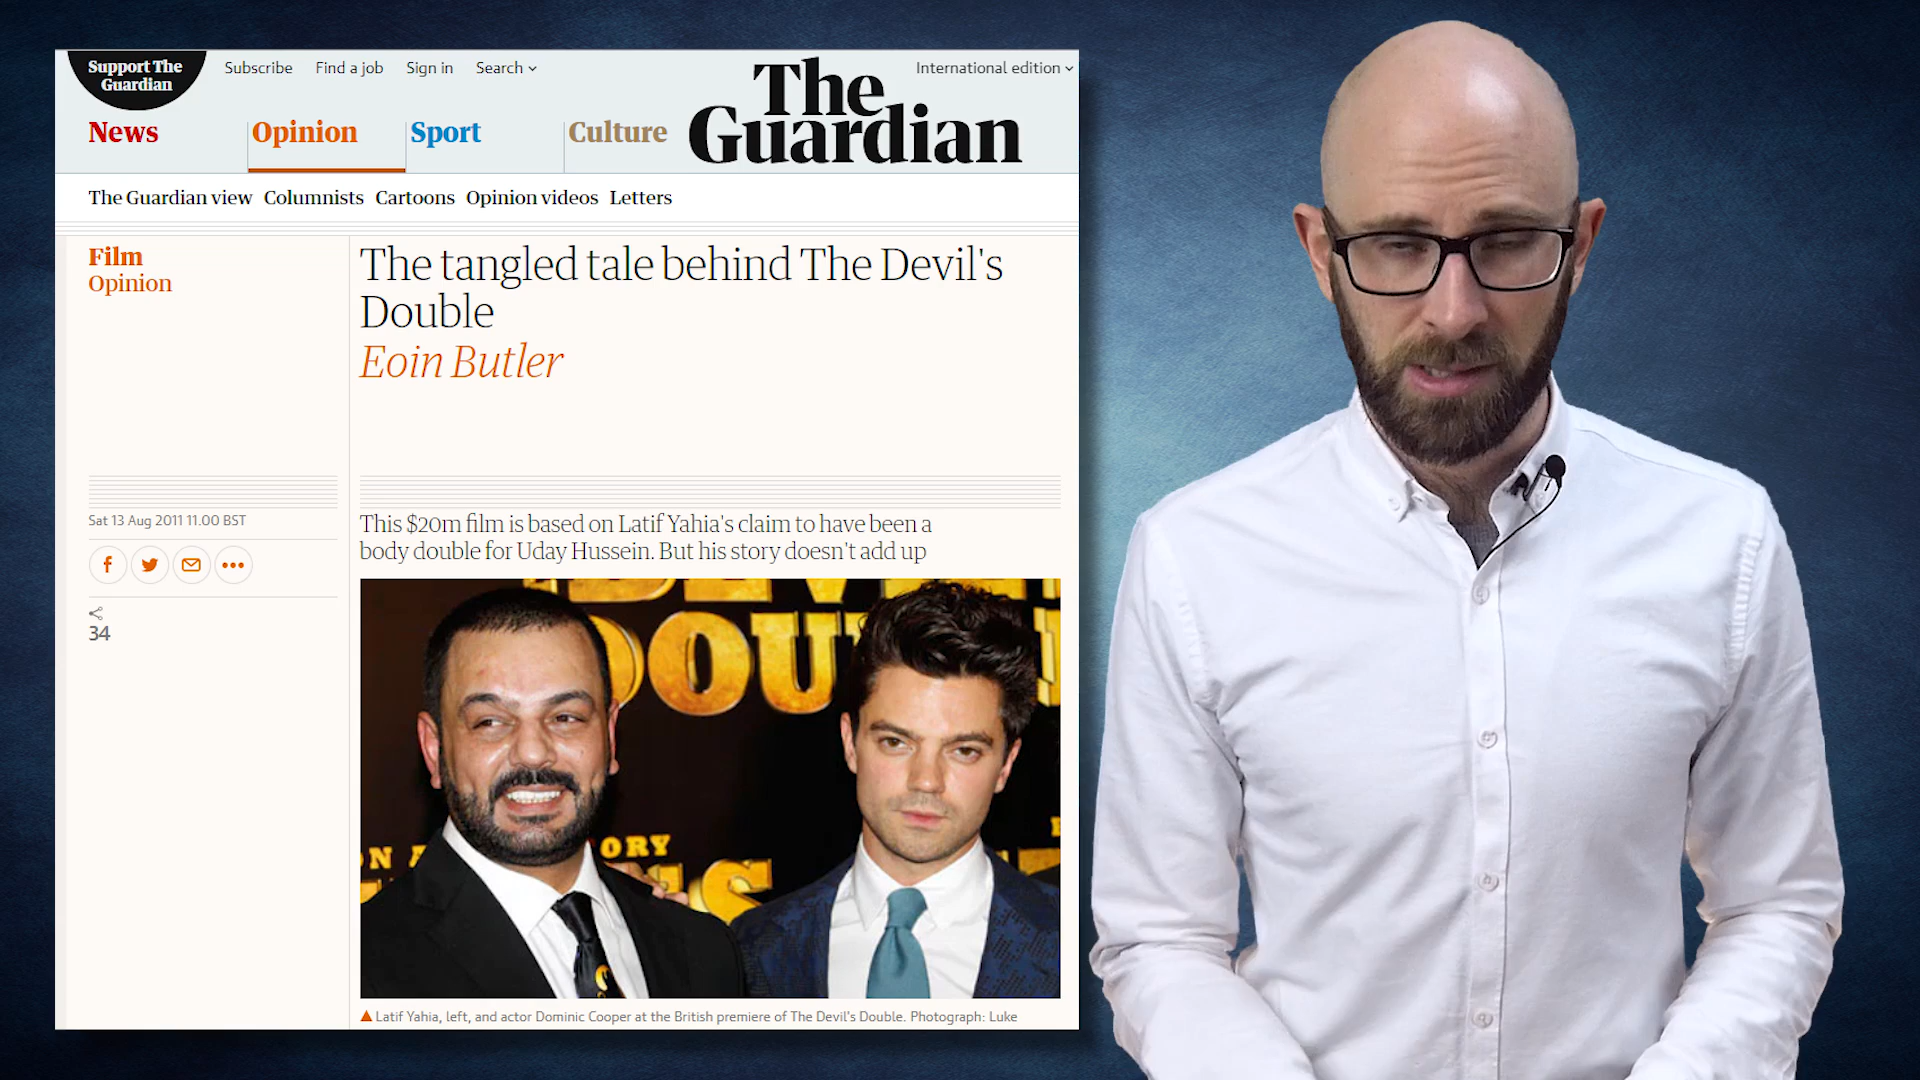 Support The
Guardian
Subscribe Find a job Sign in Search
International edition
The
Guardian
News Opinion Sport Culture
The Guardian view Columnists Cartoons Opinion videos Letters
Film
Opinion
The tangled tale behind The Devil's
Double
Eoin Butler
Sat 13 Aug 2011 11.00 BST
34
This $20m film is based on Latif Yahia's claim to have been a
body double for Uday Hussein. But his story doesn't add up
DOU
ORY
Latif Yahia, left, and actor Dominic Cooper at the British premiere of The Devil's Double. Photograph: Luke